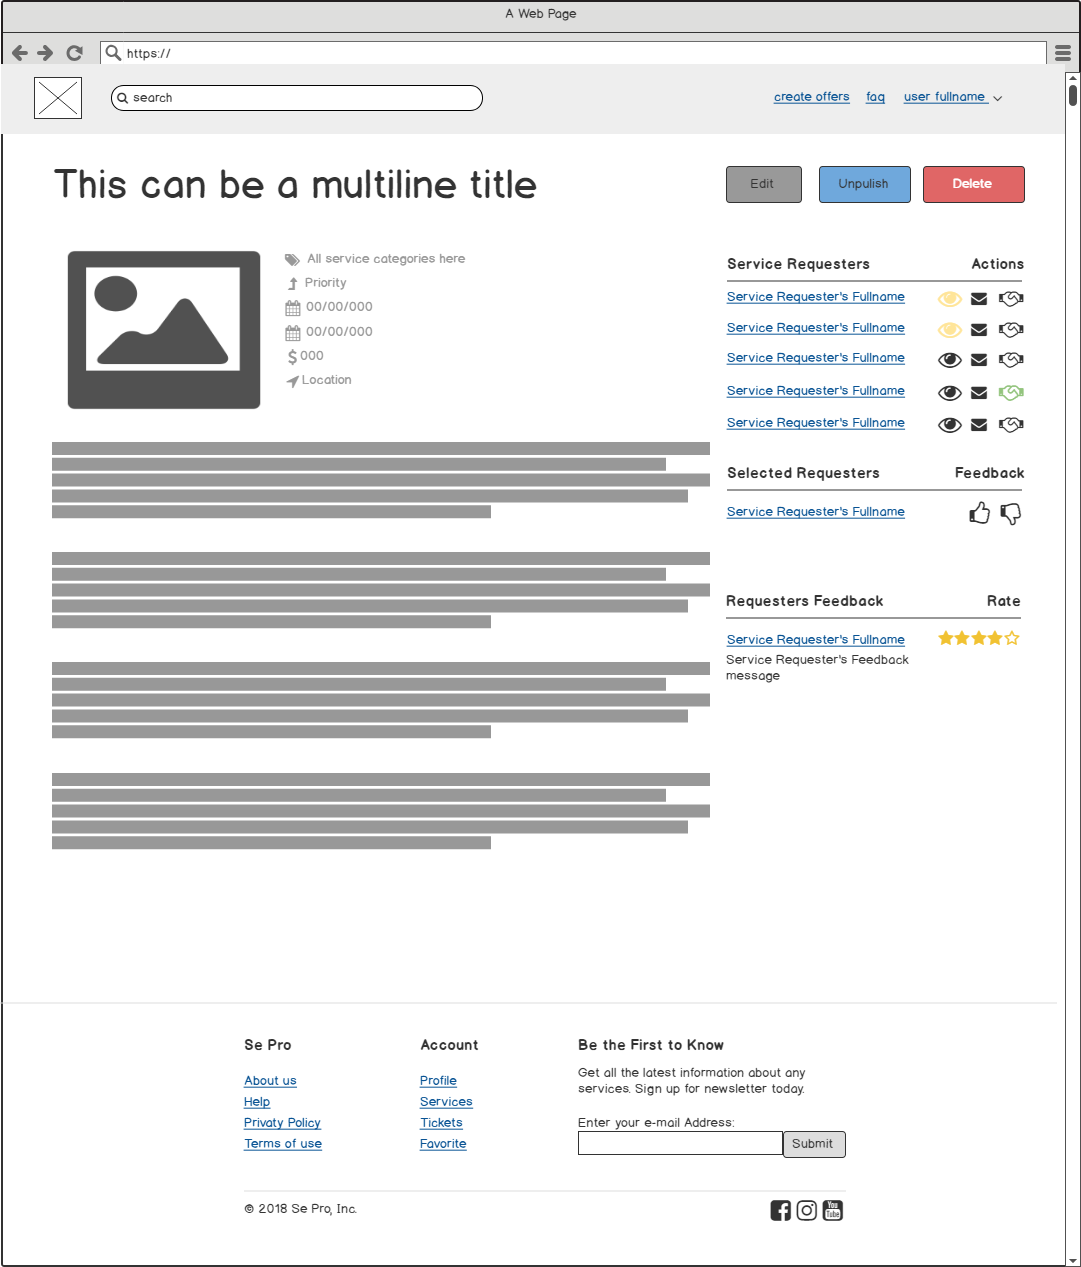 A Web Page
https://
search
create offers
faq
user fullname
This can be a multiline title
Edit
Unpulish
Delete
All service categories here
Priority
00/00/000
00/00/000
$ 000
Location
Service Requesters
Actions
Service Requester's Fullname
Service Requester's Fullname
Service Requester's Fullname
Service Requester's Fullname
Service Requester's Fullname
Selected Requesters
Feedback
Service Requester's Fullname
Requesters Feedback
Rate
Service Requester's Fullname
Service Requester's Feedback
message
Se Pro
About us
Help
Privaty Policy
Terms of use
Account
Profile
Services
Tickets
Favorite
Be the First to Know
Get all the latest information about any
services. Sign up for newsletter today.
Enter your e-mail Address:
Submit
© 2018 Se Pro, Inc.
You
Tube